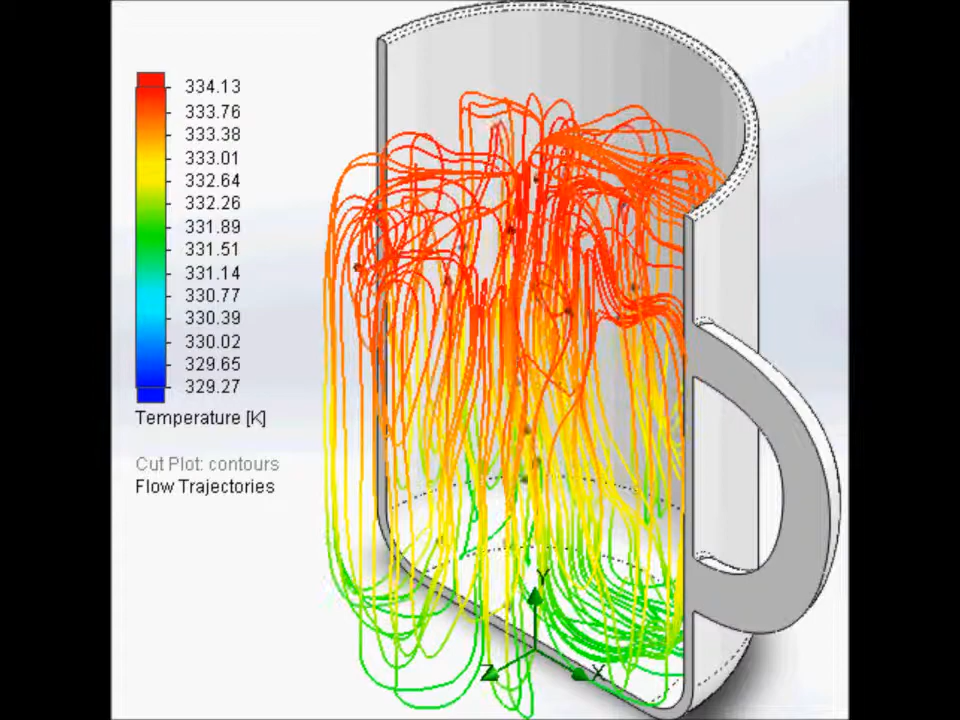 334.13
333.76
333.38
333.01
332.64
332.26
331.89
331.51
331.14
330.77
330.39
330.02
329.65
329.27
Temperature [K]
Cut Plot: contours
Flow Trajectories
Y
Z
X